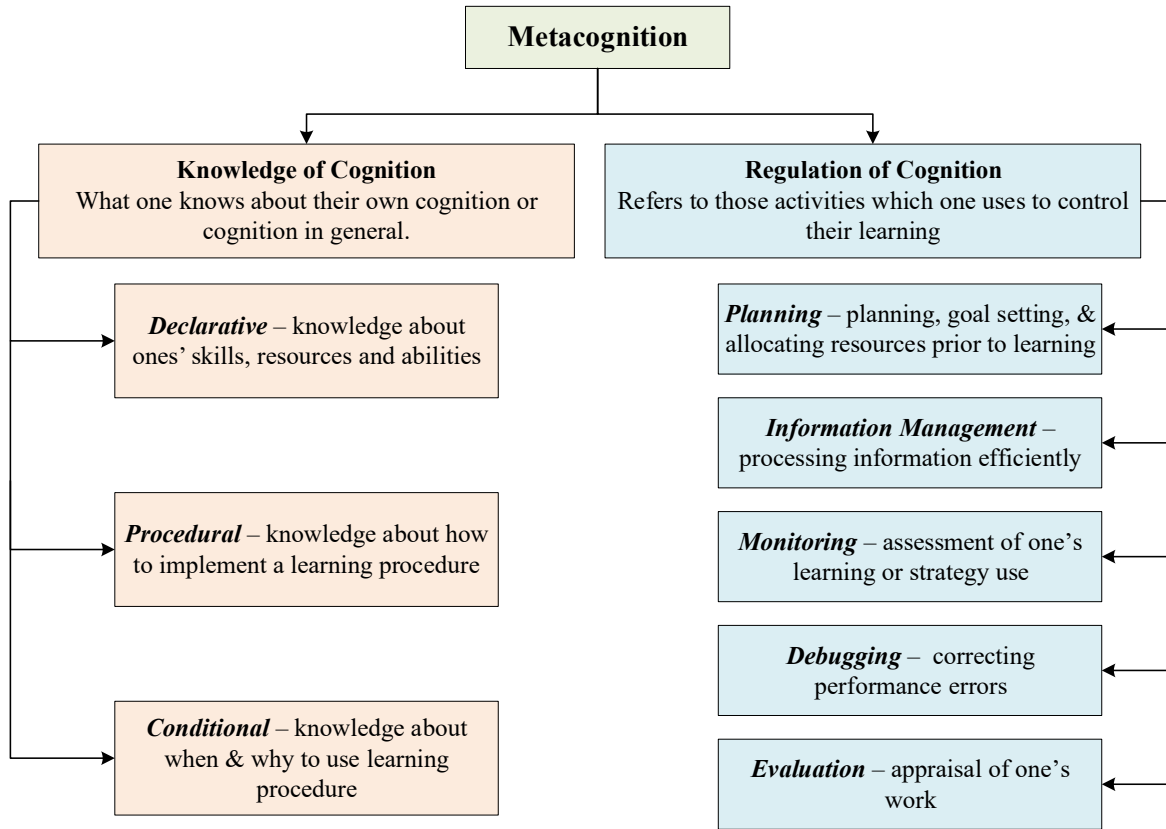 Metacognition
Knowledge of Cognition
What one knows about their own cognition or
cognition in general.
Declarative – knowledge about
ones’ skills, resources and abilities
Procedural – knowledge about how
to implement a learning procedure
Conditional – knowledge about
when & why to use learning
procedure
Regulation of Cognition
Refers to those activities which one uses to control
their learning
Planning – planning, goal setting, &
allocating resources prior to learning
Information Management –
processing information efficiently
Monitoring – assessment of one’s
learning or strategy use
Debugging –  correcting
performance errors
Evaluation – appraisal of one’s
work